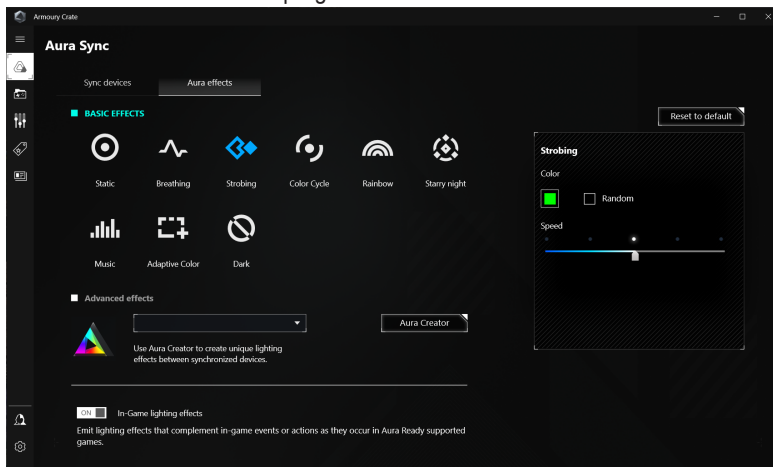 Armoury Crate
Aura Sync
Sync devices
Aura effects
BASIC EFFECTS
Reset to default
Static
Breathing
Strobing
Color Cycle
Rainbow
Starry night
Music
Adaptive Color
Dark
Strobing
Color
Random
Speed
Advanced effects
Aura Creator
Use Aura Creator to create unique lighting
effects between synchronized devices.
ON
In-Game lighting effects
Emit lighting effects that complement in-game events or actions as they occur in Aura Ready supported
games.